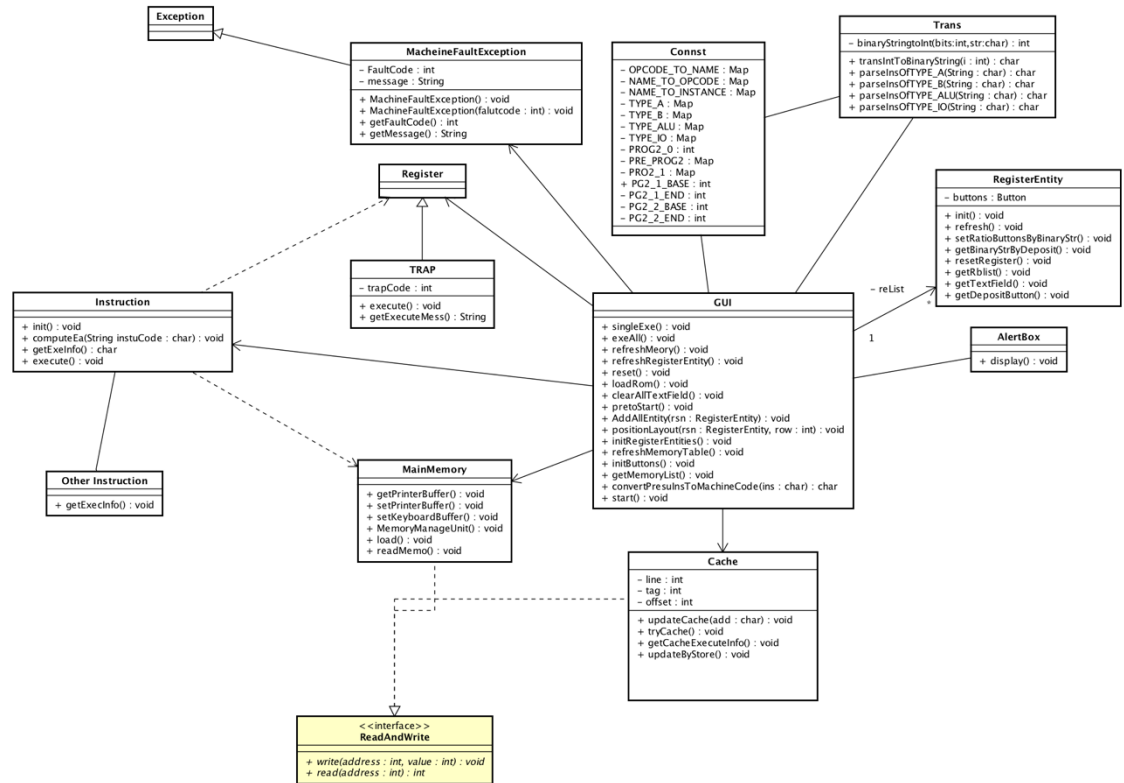 Exception
MacheineFaultException
– FaultCode : int
– message : String
+ MachineFaultException() : void
+ MachineFaultException(falutcode : int) : void
+ getFaultCode() : int
+ getMessage() : String
Connst
– OPCODE_TO_NAME : Map
– NAME_TO_OPCODE : Map
– NAME_TO_INSTANCE : Map
– TYPE_A : Map
– TYPE_B : Map
– TYPE_ALU : Map
– TYPE_IO : Map
– PROG2_0 : int
– PRE_PROG2 : Map
– PRO2_1 : Map
+ PG2_1_BASE : int
– PG2_1_END : int
– PG2_2_BASE : int
– PG2_2_END : int
Trans
– binaryStringtoInt(bits:int,str:char) : int
+ transIntToBinaryString(i : int) : char
+ parseInsOfTYPE_A(String : char) : char
+ parseInsOfTYPE_B(String : char) : char
+ parseInsOfTYPE_ALU(String : char) : char
+ parseInsOfTYPE_IO(String : char) : char
Register
RegisterEntity
– buttons : Button
+ init() : void
+ refresh() : void
+ setRatioButtonsByBinaryStr() : void
+ getBinaryStrByDeposit() : void
+ resetRegister() : void
+ getRblist() : void
+ getTextField() : void
+ getDepositButton() : void
TRAP
– trapCode : int
+ execute() : void
+ getExecuteMess() : String
Instruction
+ init() : void
+ computeEa(String instuCode : char) : void
+ getExeInfo() : char
+ execute() : void
GUI
+ singleExe() : void
+ exeAll() : void
+ refreshMeory() : void
+ refreshRegisterEntity() : void
+ reset() : void
+ loadRom() : void
+ clearAllTextField() : void
+ pretoStart() : void
+ AddAllEntity(rsn : RegisterEntity) : void
+ positionLayout(rsn : RegisterEntity, row : int) : void
+ initRegisterEntities() : void
+ refreshMemoryTable() : void
+ initButtons() : void
+ getMemoryList() : void
+ convertPresuInsToMachineCode(ins : char) : char
+ start() : void
– reList
*
1
AlertBox
+ display() : void
Other Instruction
+ getExecInfo() : void
MainMemory
+ getPrinterBuffer() : void
+ setPrinterBuffer() : void
+ setKeyboardBuffer() : void
+ MemoryManageUnit() : void
+ load() : void
+ readMemo() : void
Cache
– line : int
– tag : int
– offset : int
+ updateCache(add : char) : void
+ tryCache() : void
+ getCacheExecuteInfo() : void
+ updateByStore() : void
<<interface>>
ReadAndWrite
+ write(address : int, value : int) : void
+ read(address : int) : int